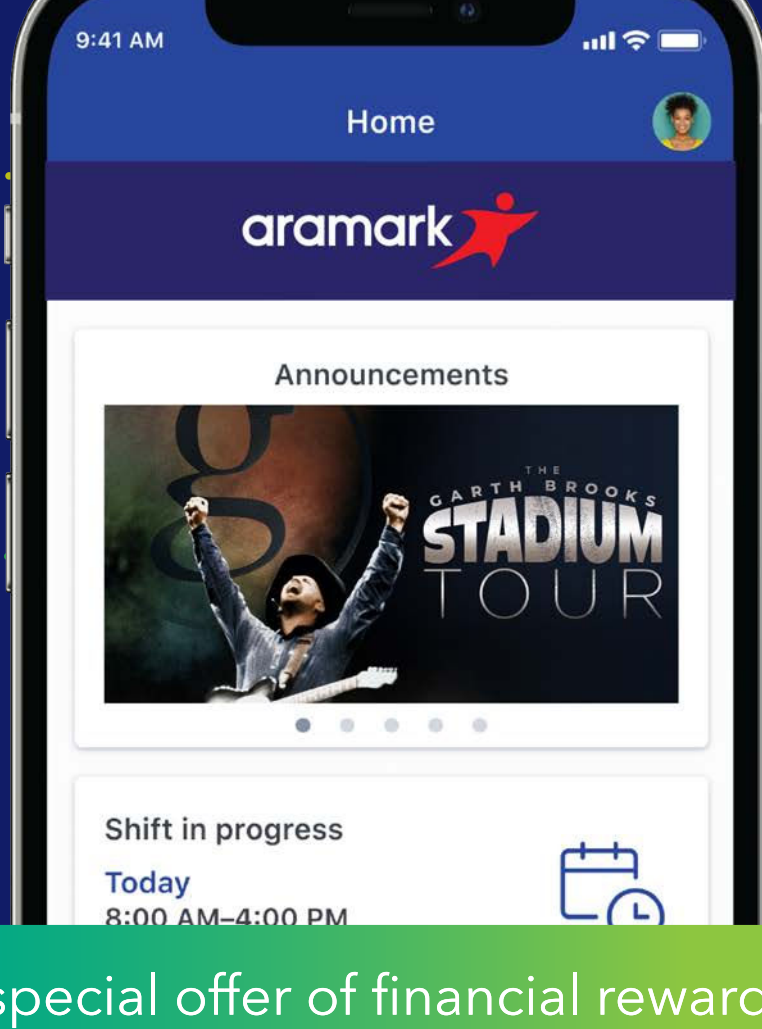 9:41 AM
Home
aramark
Announcements
g
THE
GARTH BROOKS
STADIUM
TOUR
Shift in progress
Today
8:00 AM–4:00 PM
special offer of financial reward